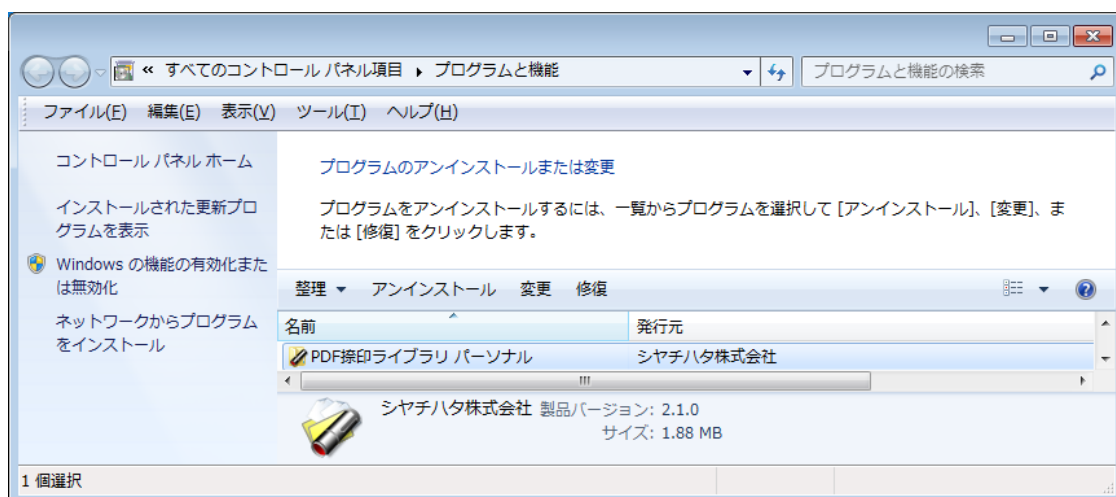 « すべてのコントロール パネル項目 ▸ プログラムと機能
プログラムと機能の検索
ファイル(F) 編集(E) 表示(V) ツール(T) ヘルプ(H)
コントロール パネル ホーム
インストールされた更新プロ
グラムを表示
Windows の機能の有効化また
は無効化
ネットワークからプログラム
をインストール
プログラムのアンインストールまたは変更
プログラムをアンインストールするには、一覧からプログラムを選択して [アンインストール]、[変更]、ま
たは [修復] をクリックします。
整理 ▼ アンインストール 変更 修復
名前 発行元
PDF捺印ライブラリ パーソナル シヤチハタ株式会社
シヤチハタ株式会社 製品バージョン: 2.1.0
サイズ: 1.88 MB
1 個選択